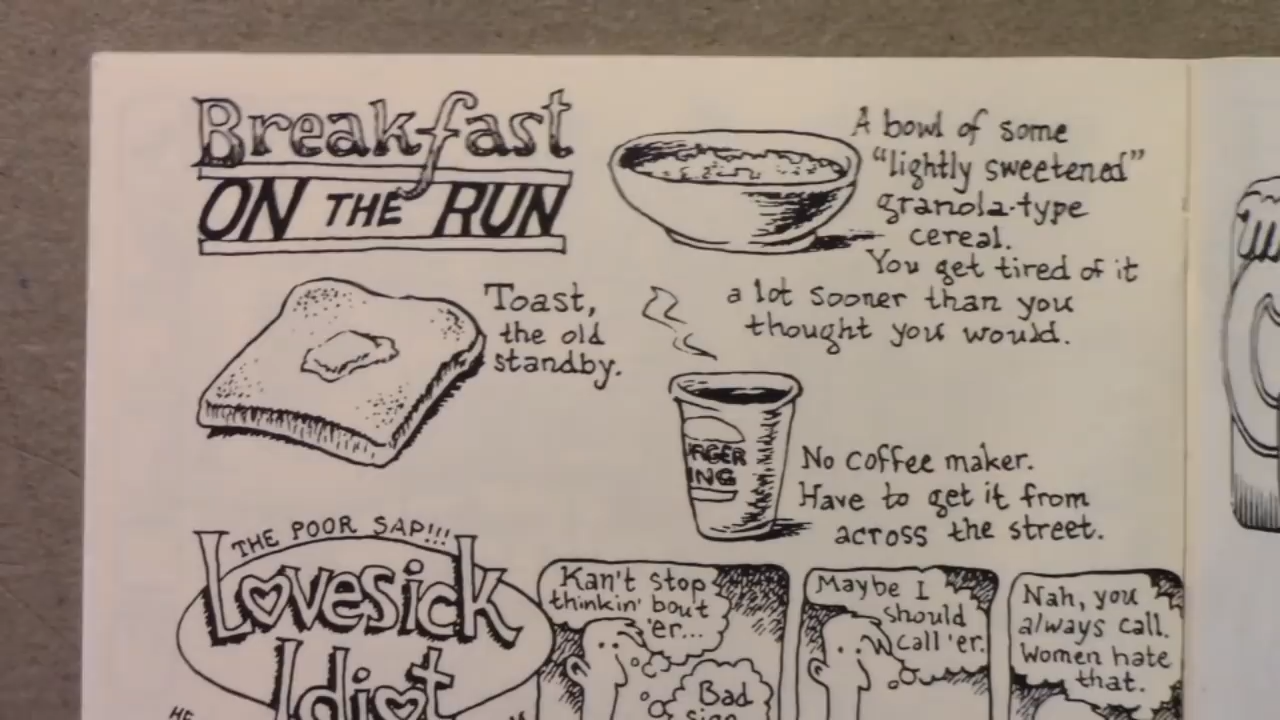 Breakfast
ON THE RUN
A bowl of some
“lightly sweetened”
granola-type
cereal.
You get tired of it
a lot sooner than you
thought you would.
Toast,
the old
standby.
No coffee maker.
Have to get it from
across the street.
THE POOR SAP!!!
Lovesick
Idiot
Kan't stop
thinkin' bout
'er...
Bad
Maybe I
should
call 'er.
Nah, you
always call.
Women hate
that.